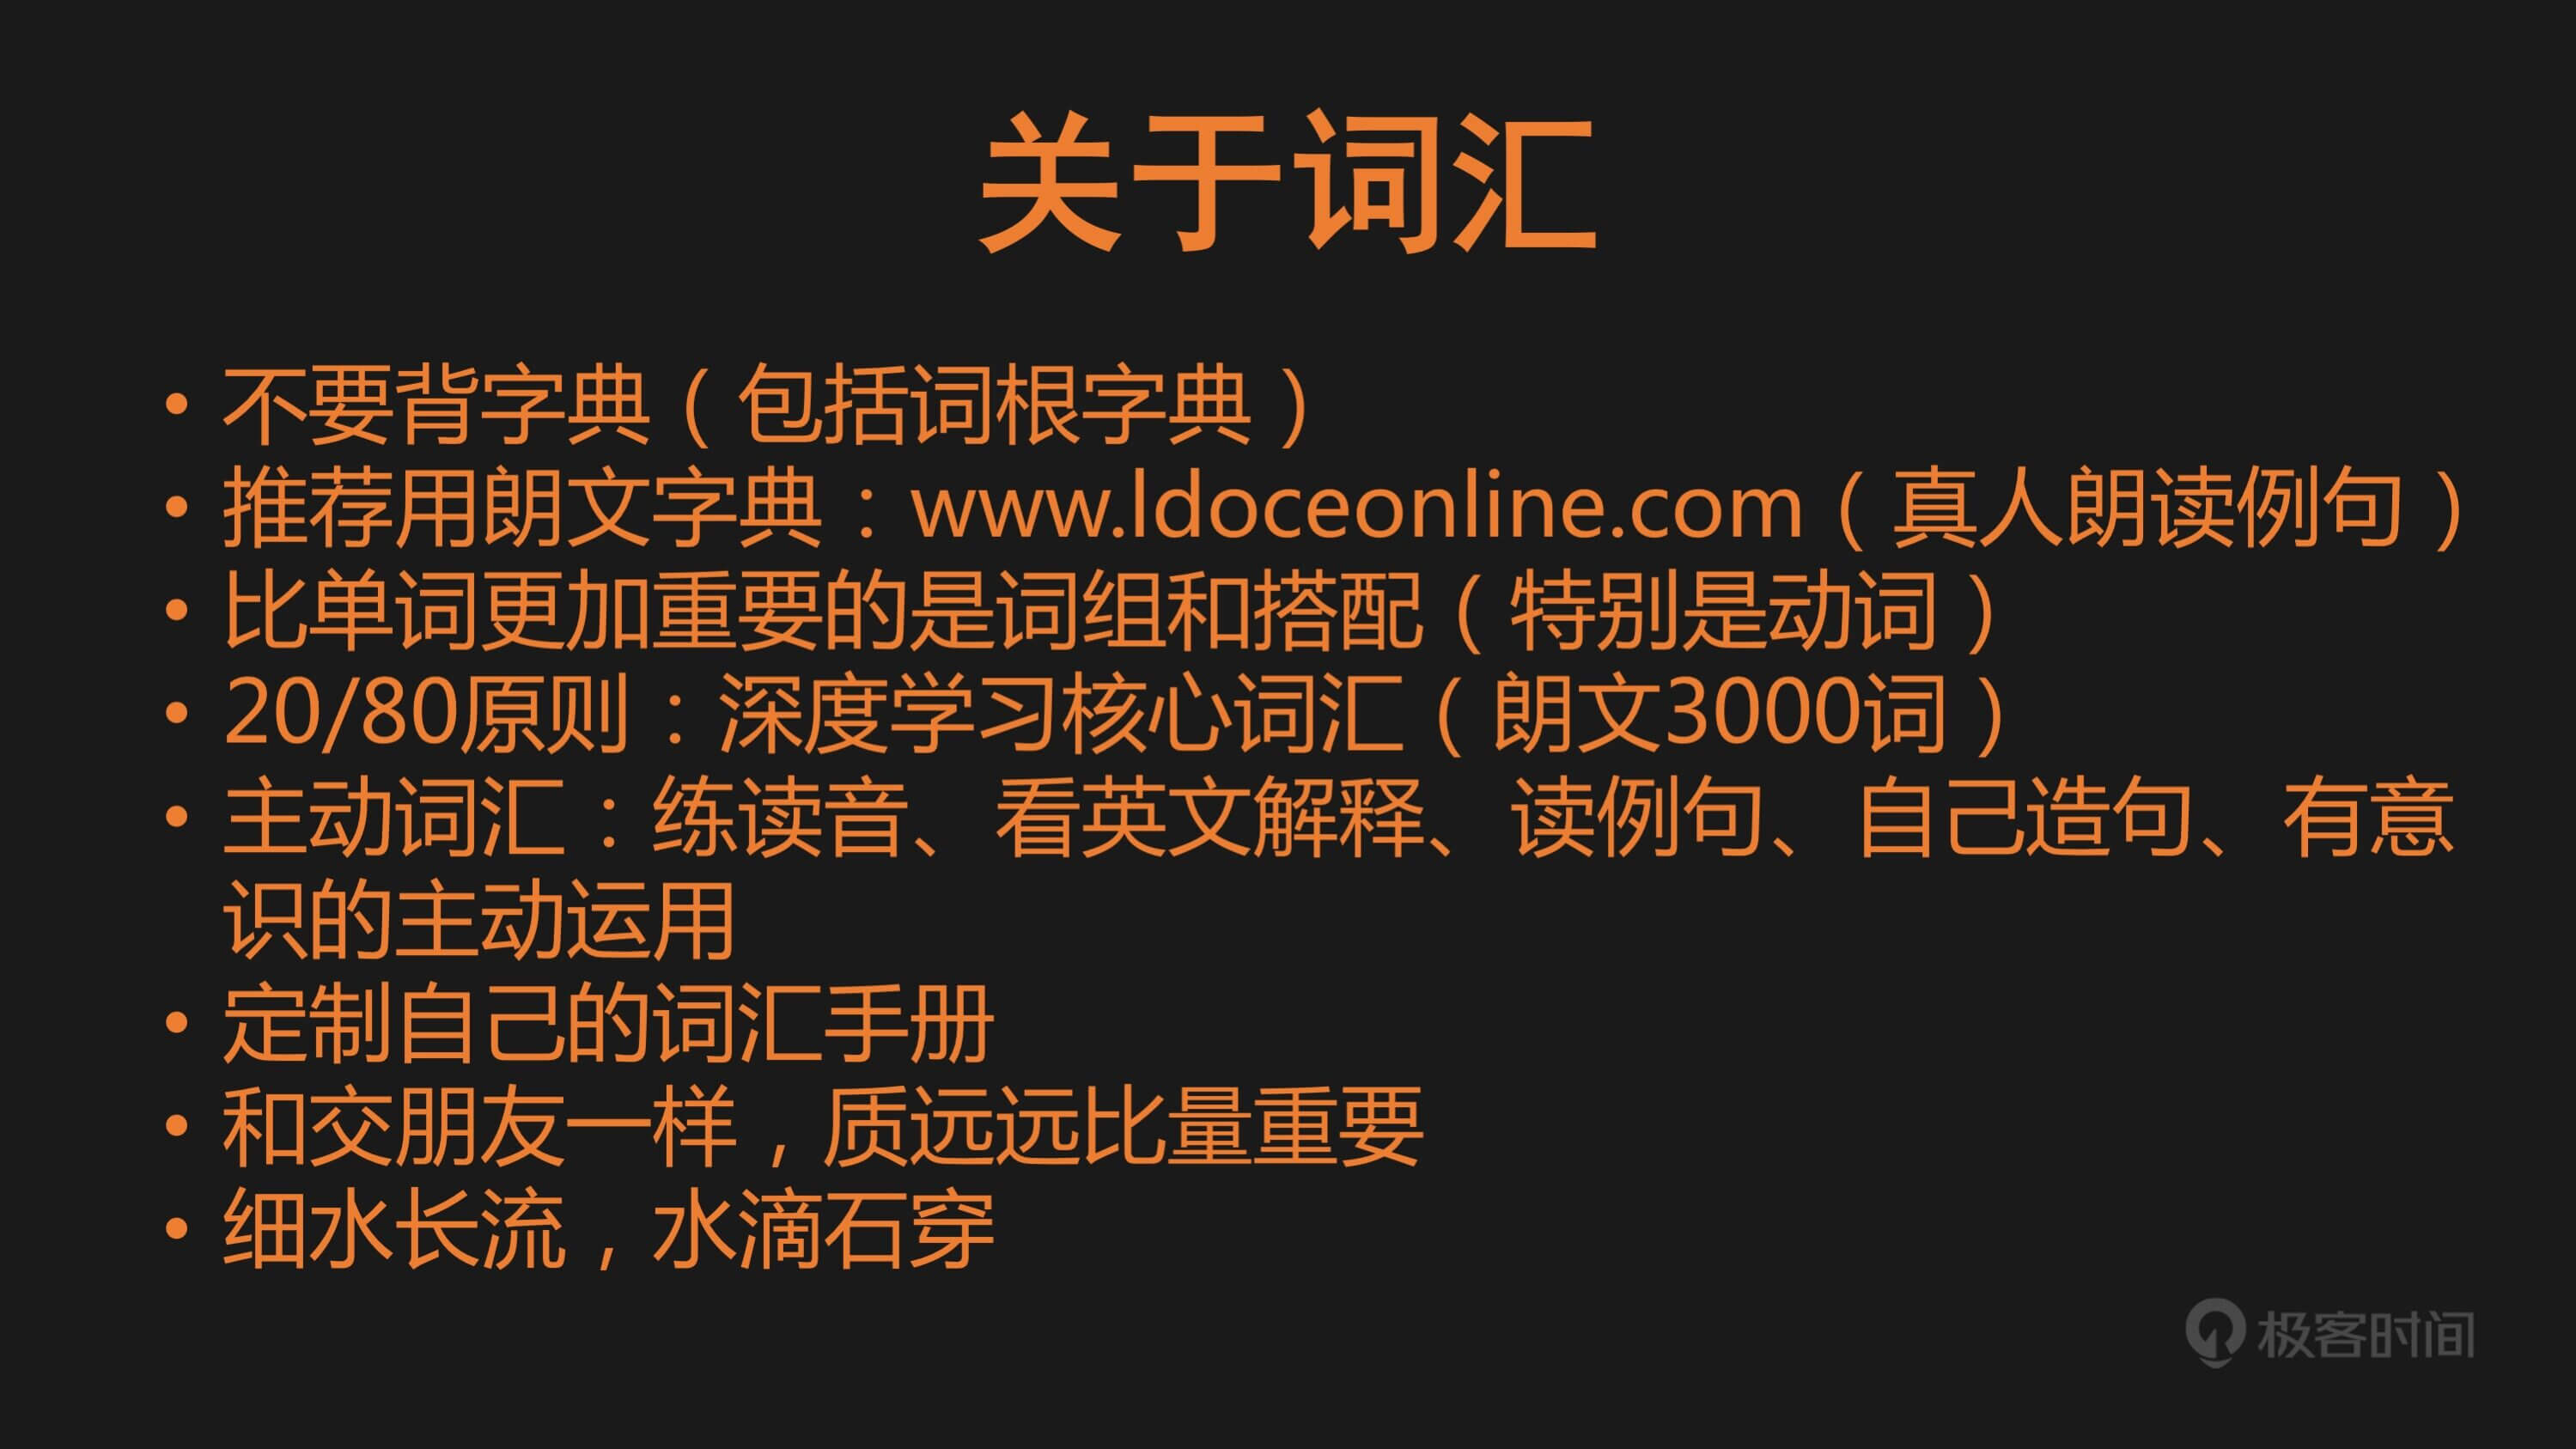 关于词汇
• 不要背字典（包括词根字典）
• 推荐用朗文字典：www.ldoceonline.com（真人朗读例句）
• 比单词更加重要的是词组和搭配（特别是动词）
• 20/80原则：深度学习核心词汇（朗文3000词）
• 主动词汇：练读音、看英文解释、读例句、自己造句、有意
识的主动运用
• 定制自己的词汇手册
• 和交朋友一样，质远远比量重要
• 细水长流，水滴石穿
极客时间